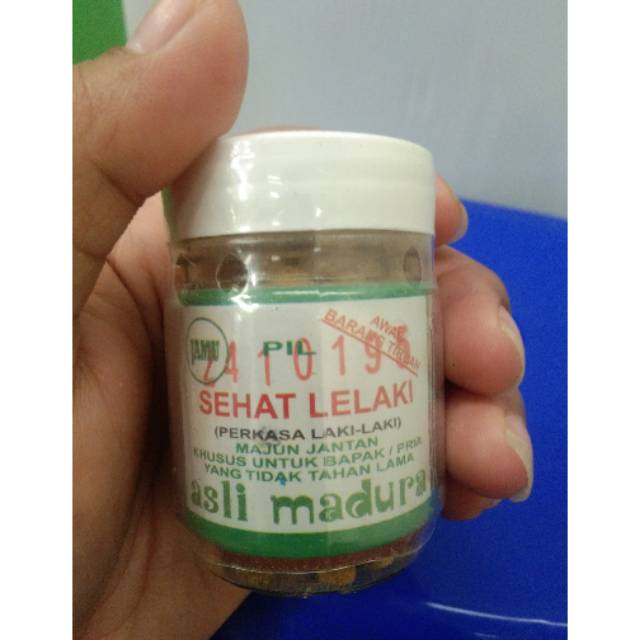 JAMU
PIL
AWAS
BARANG TIRUAN
SEHAT LELAKI
(PERKASA LAKI-LAKI)
MAJUN JANTAN
KHUSUS UNTUK BAPAK / PRIA
YANG TIDAK TAHAN LAMA
asli madura